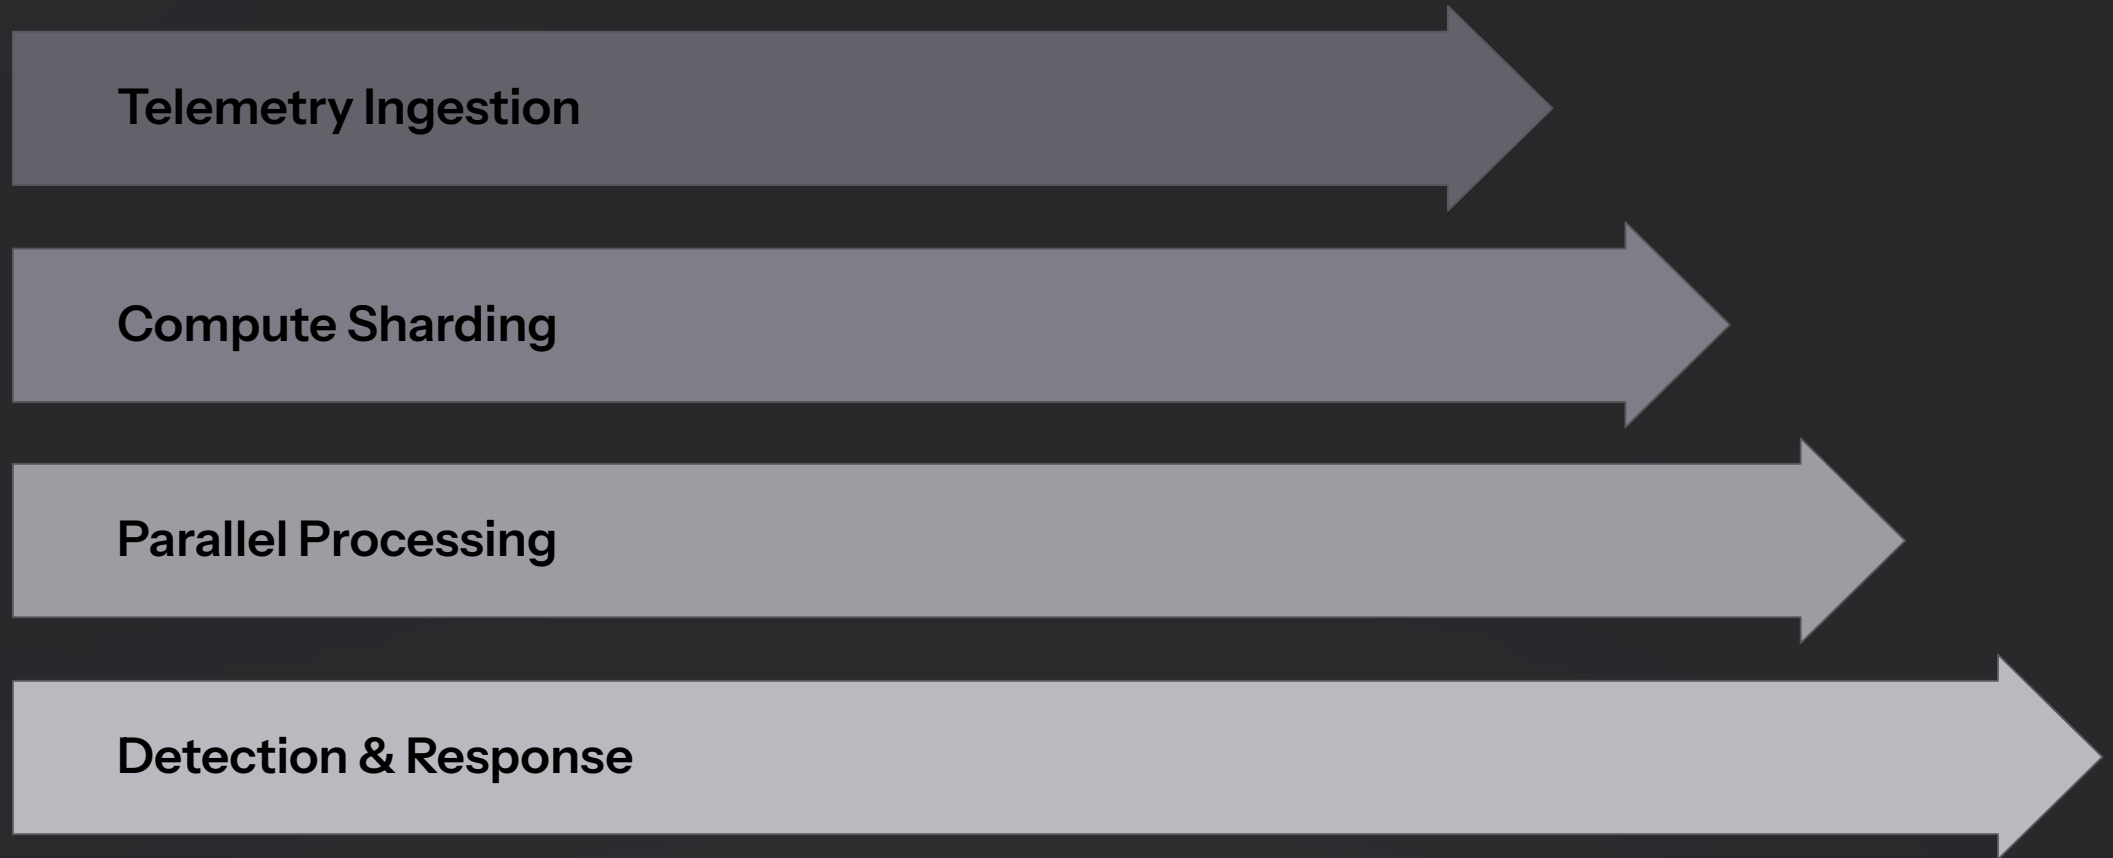 Telemetry Ingestion
Compute Sharding
Parallel Processing
Detection & Response